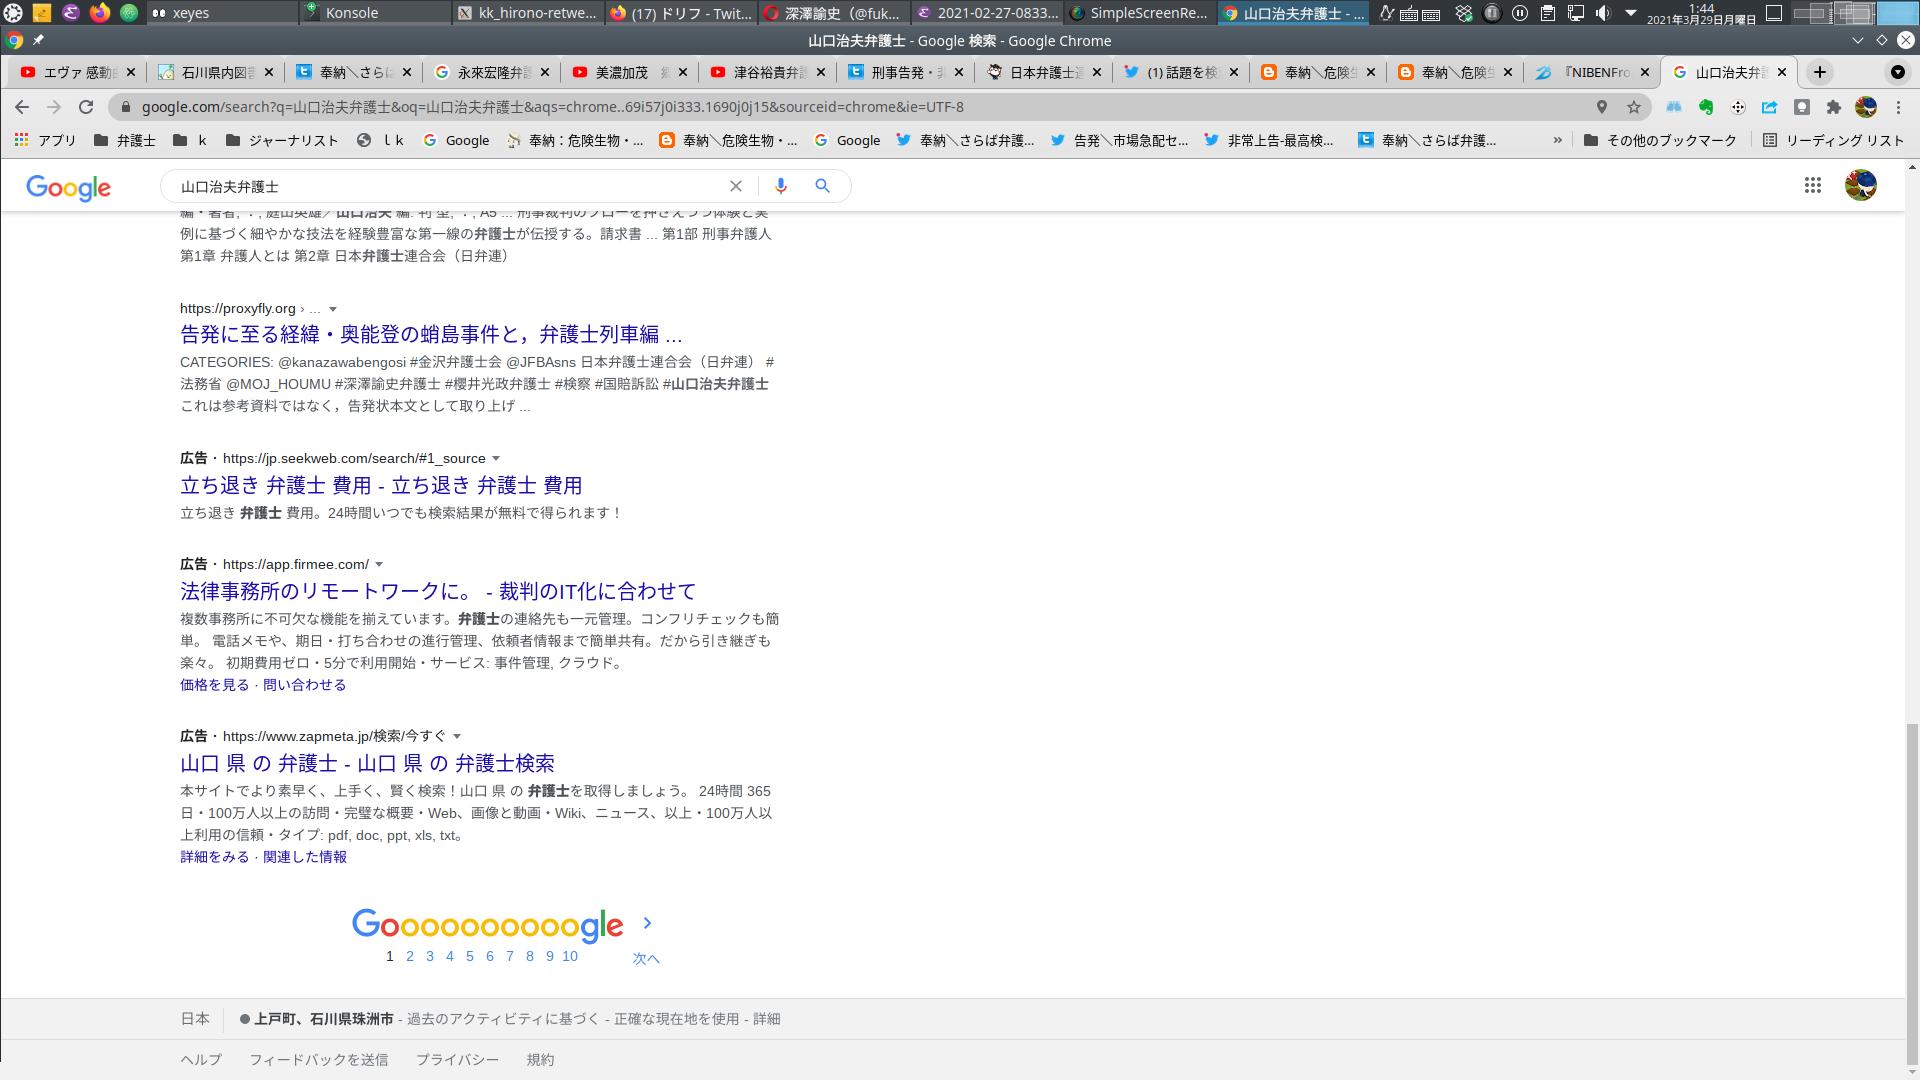 xeyes
Konsole
kk_hirono-retwe...
(17) ドリフ - Twit...
深澤諭史（@fuk...
2021-02-27-0833...
SimpleScreenRe...
山口治夫弁護士 - ...
1:44
2021年3月29日月曜日
山口治夫弁護士 - Google 検索 - Google Chrome
エヴァ 感動
石川県内図
奉納＼さらば
永來宏隆弁
美濃加茂
津谷裕貴弁護
刑事告発・非
日本弁護士連
(1) 話題を検
奉納＼危険生
奉納＼危険生
『NIBENFro
山口治夫弁護
google.com/search?q=山口治夫弁護士&oq=山口治夫弁護士&aqs=chrome..69i57j0i333.1690j0j15&sourceid=chrome&ie=UTF-8
アプリ
弁護士
k
ジャーナリスト
ｌｋ
Google
奉納：危険生物・...
奉納＼危険生物・...
Google
奉納＼さらば弁護...
告発＼市場急配セ...
非常上告-最高検...
奉納＼さらば弁護...
»
その他のブックマーク
リーディング リスト
Google
山口治夫弁護士
編・著者, : , 庭山英雄／山口治夫 編. 判 型, : , A5 ... 刑事裁判のフローを押さえつつ体験と実
例に基づく細やかな技法を経験豊富な第一線の弁護士が伝授する。請求書 ... 第1部 刑事弁護人
第1章 弁護人とは 第2章 日本弁護士連合会（日弁連）
https://proxyfly.org › ...
告発に至る経緯・奥能登の蛸島事件と，弁護士列車編 ...
CATEGORIES: @kanazawabengosi #金沢弁護士会 @JFBAsns 日本弁護士連合会（日弁連） #
法務省 @MOJ_HOUMU #深澤諭史弁護士 #櫻井光政弁護士 #検察 #国賠訴訟 #山口治夫弁護士
これは参考資料ではなく，告発状本文として取り上げ ...
広告・https://jp.seekweb.com/search/#1_source
立ち退き 弁護士 費用 - 立ち退き 弁護士 費用
立ち退き 弁護士 費用。24時間いつでも検索結果が無料で得られます！
広告・https://app.firmee.com/
法律事務所のリモートワークに。 - 裁判のIT化に合わせて
複数事務所に不可欠な機能を揃えています。弁護士の連絡先も一元管理。コンフリチェックも簡
単。 電話メモや、期日・打ち合わせの進行管理、依頼者情報まで簡単共有。だから引き継ぎも
楽々。 初期費用ゼロ・5分で利用開始・サービス: 事件管理, クラウド。
価格を見る · 問い合わせる
広告・https://www.zapmeta.jp/検索/今すぐ
山口 県 の 弁護士 - 山口 県 の 弁護士検索
本サイトでより素早く、上手く、賢く検索！山口 県 の 弁護士を取得しましょう。 24時間 365
日・100万人以上の訪問・完璧な概要・Web、画像と動画・Wiki、ニュース、以上・100万人以
上利用の信頼・タイプ: pdf, doc, ppt, xls, txt。
詳細をみる · 関連した情報
Goooooooooogle
1 2 3 4 5 6 7 8 9 10
次へ
日本
上戸町、石川県珠洲市 - 過去のアクティビティに基づく - 正確な現在地を使用 - 詳細
ヘルプ
フィードバックを送信
プライバシー
規約